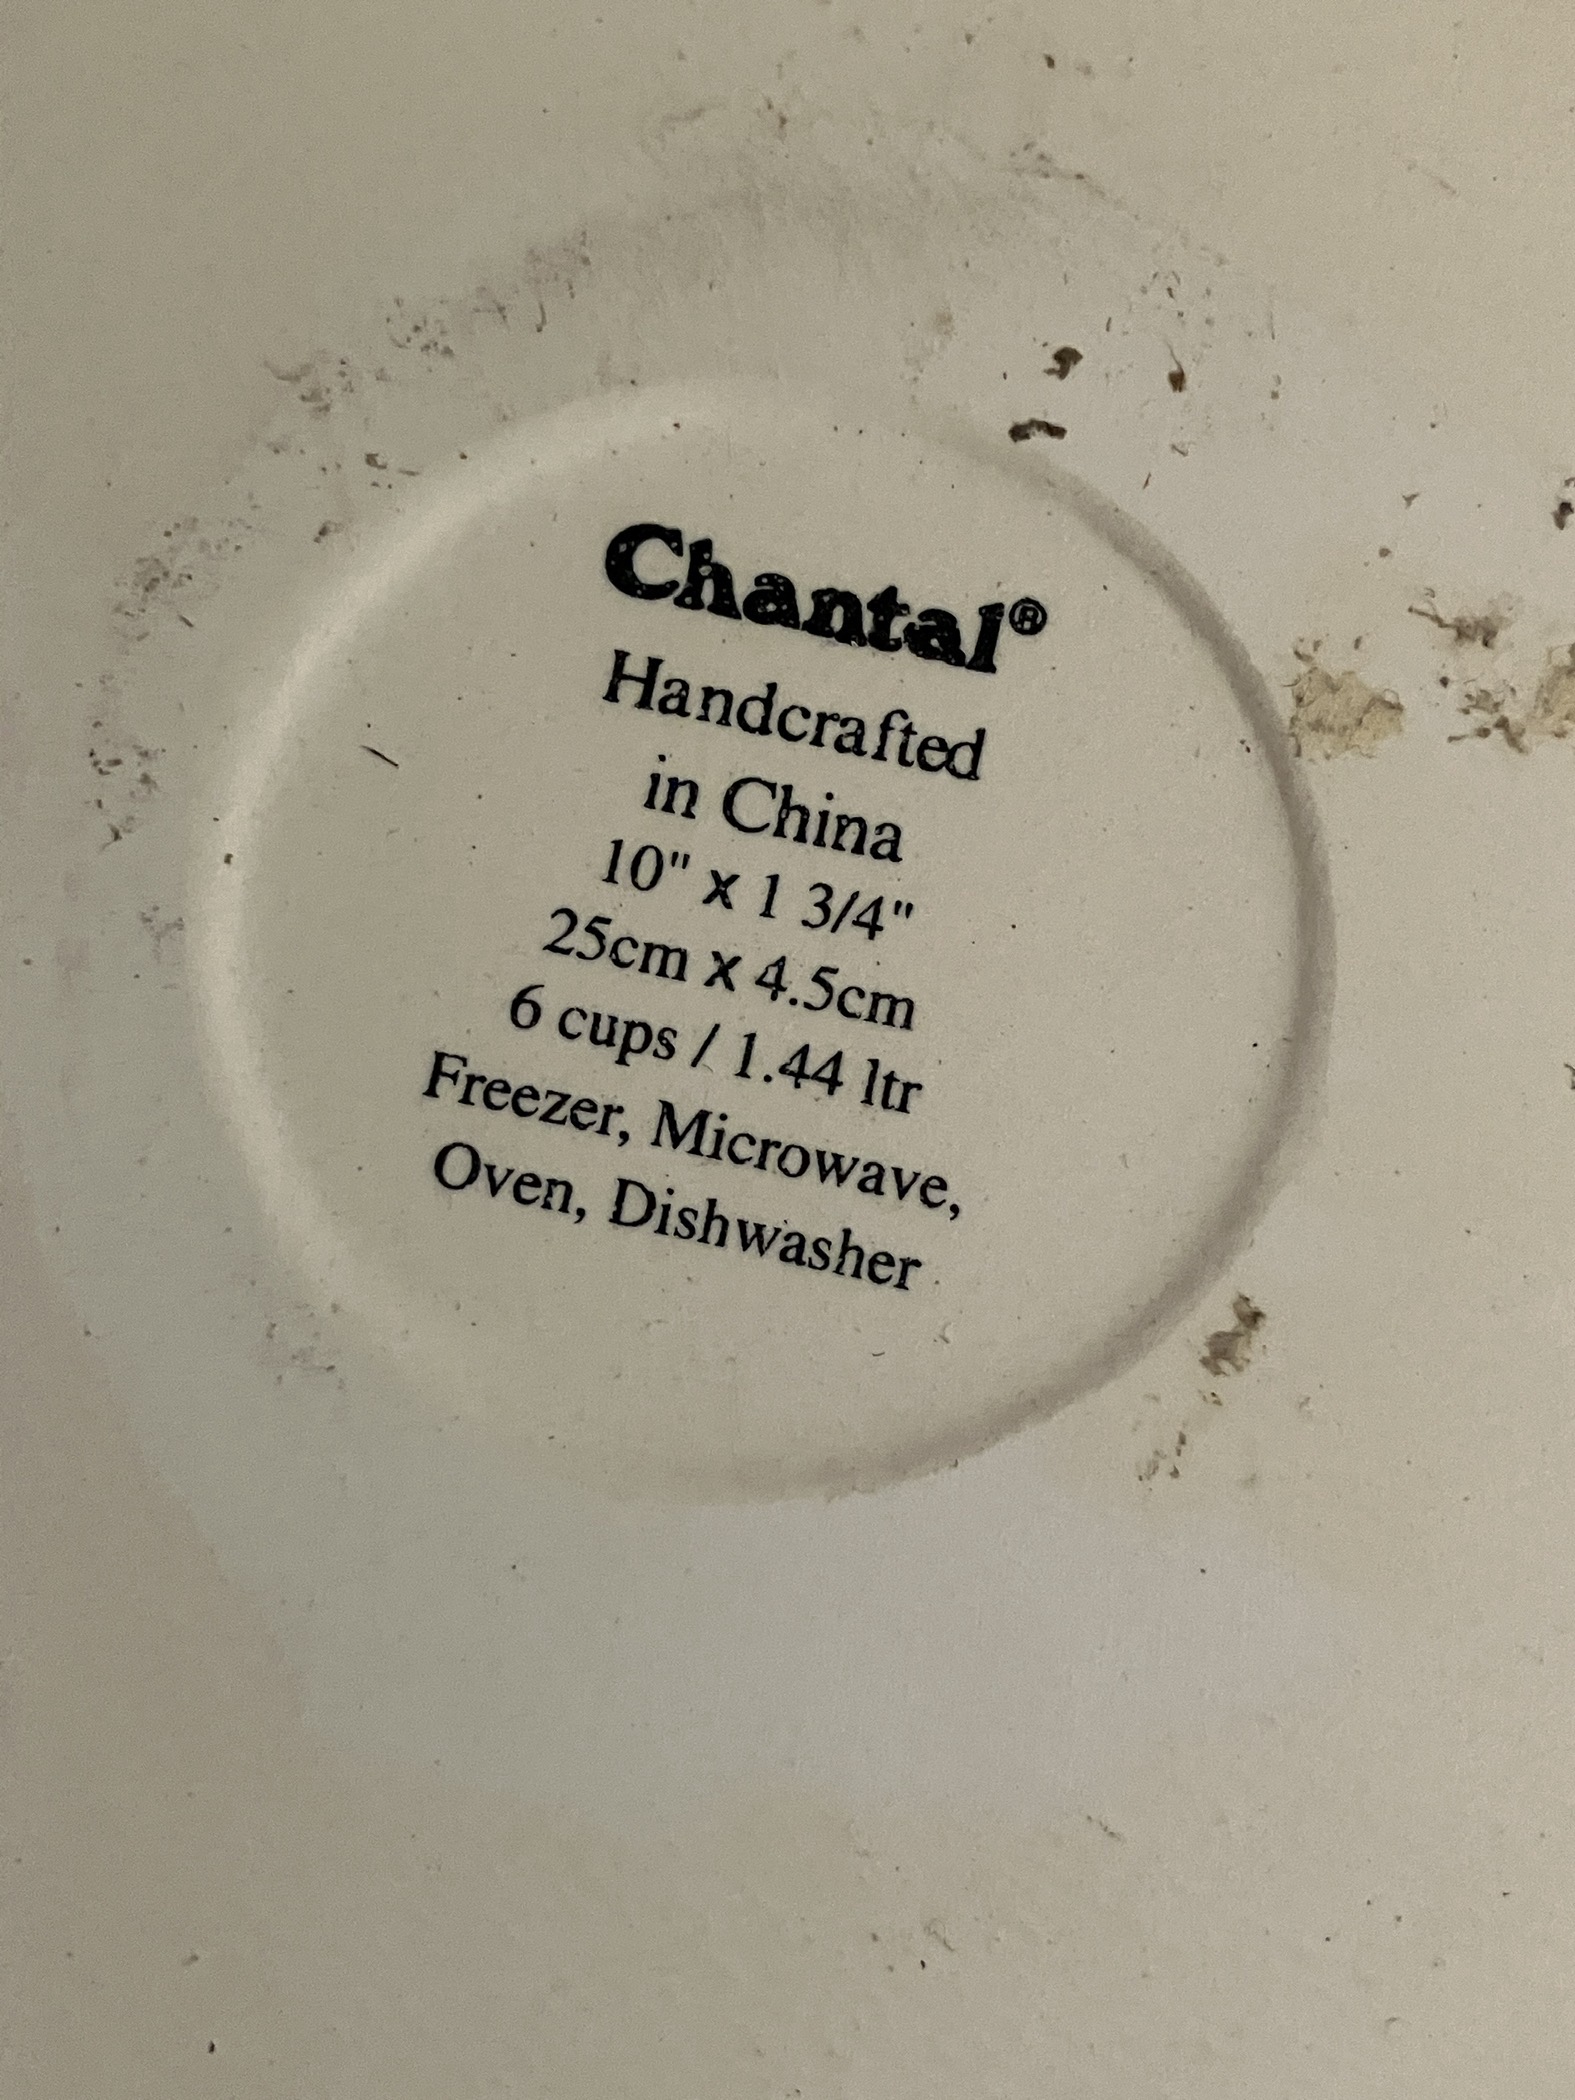 Chantal®
Handcrafted
in China
10" x 1 3/4"
25cm x 4.5cm
6 cups / 1.44 ltr
Freezer, Microwave,
Oven, Dishwasher